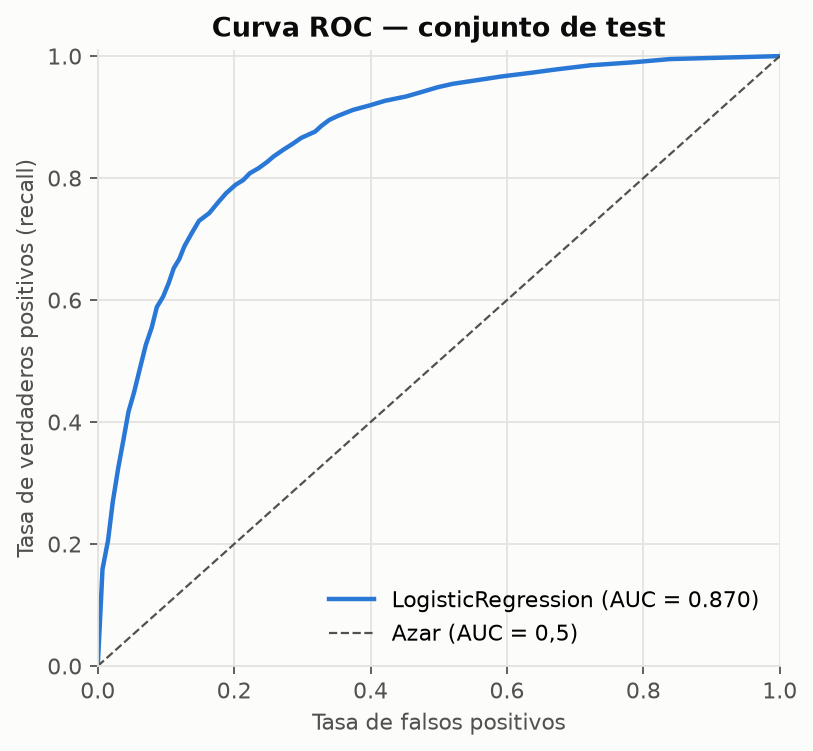 Curva ROC — conjunto de test
Tasa de verdaderos positivos (recall)
1.0
0.8
0.6
0.4
0.2
0.0
LogisticRegression (AUC = 0.870)
Azar (AUC = 0,5)
0.0 0.2 0.4 0.6 0.8 1.0
Tasa de falsos positivos